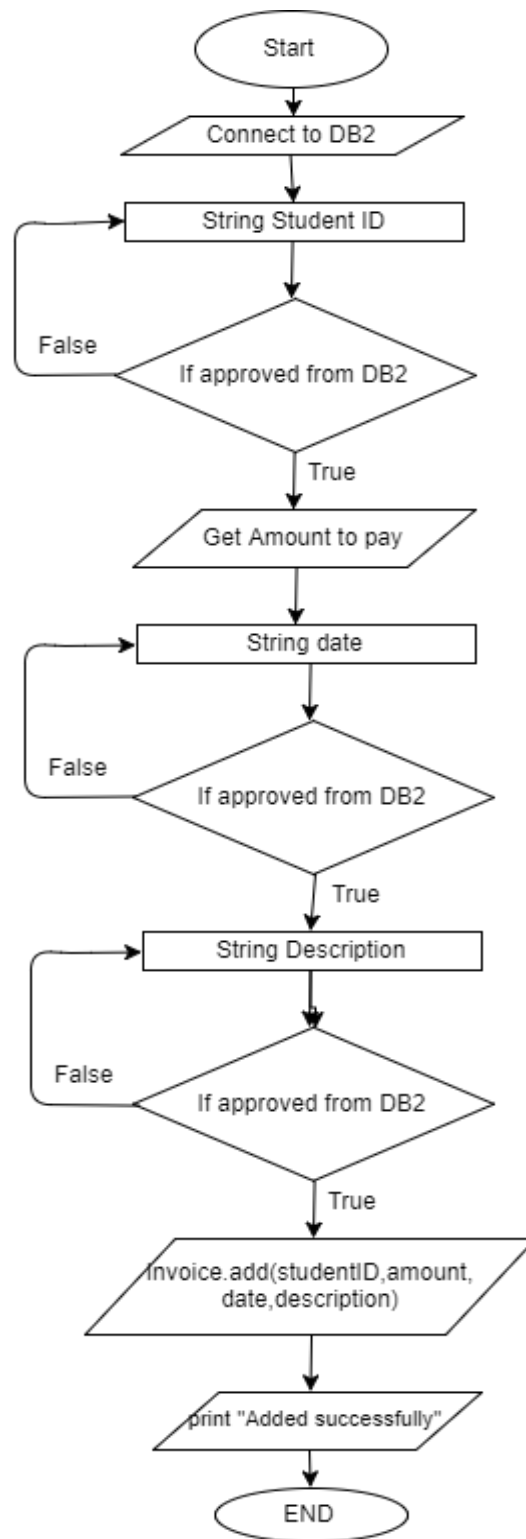 Start
Connect to DB2
String Student ID
False
If approved from DB2
True
Get Amount to pay
String date
False
If approved from DB2
True
String Description
False
If approved from DB2
True
Invoice.add(studentID,amount,
date,description)
print "Added successfully"
END